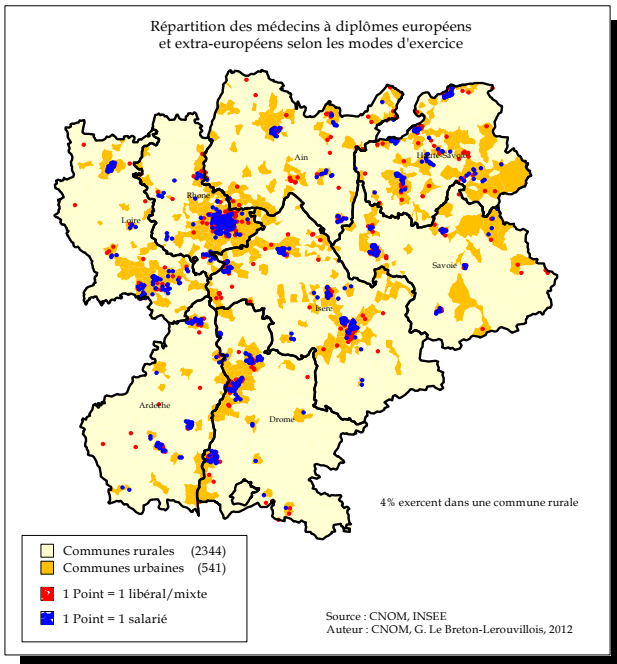 Répartition des médecins à diplômes européens
et extra-européens selon les modes d'exercice
Ain
Haute-Savoie
Rhone
Loire
Savoie
Isere
Ardeche
Drome
4% exercent dans une commune rurale
Communes rurales (2344)
Communes urbaines (541)
1 Point = 1 libéral/mixte
1 Point = 1 salarié
Source : CNOM, INSEE
Auteur : CNOM, G. Le Breton-Lerouvillois, 2012